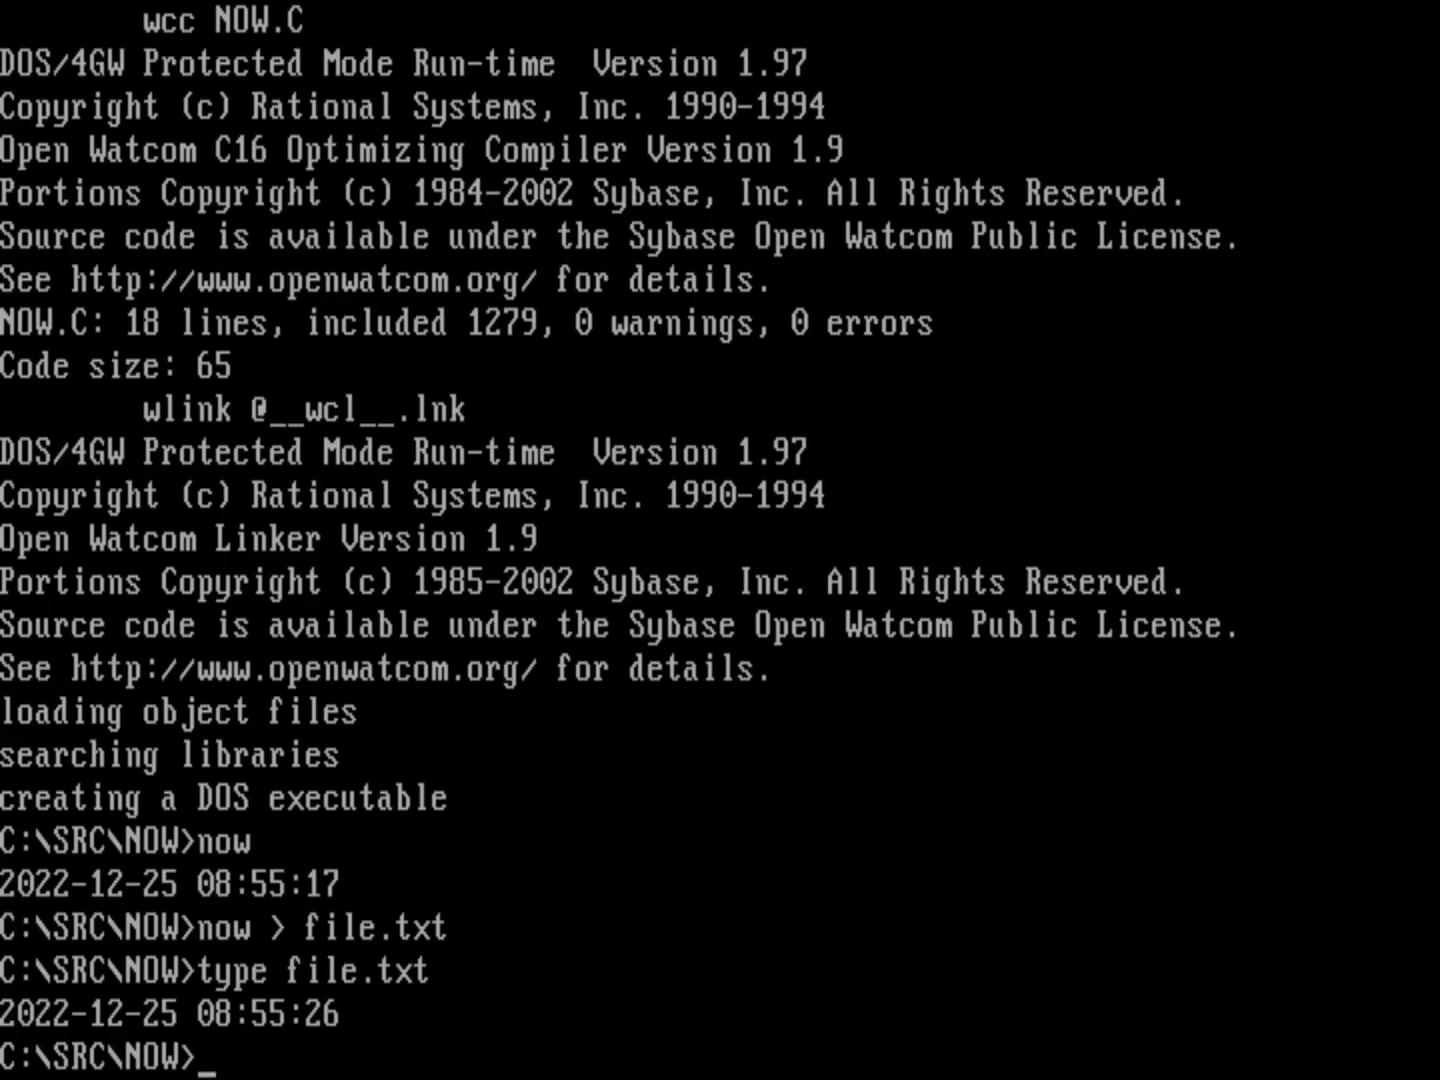 wcc NOW.C
DOS/4GW Protected Mode Run-time  Version 1.97
Copyright (c) Rational Systems, Inc. 1990-1994
Open Watcom C16 Optimizing Compiler Version 1.9
Portions Copyright (c) 1984-2002 Sybase, Inc. All Rights Reserved.
Source code is available under the Sybase Open Watcom Public License.
See http://www.openwatcom.org/ for details.
NOW.C: 18 lines, included 1279, 0 warnings, 0 errors
Code size: 65
wlink @__wcl__.lnk
DOS/4GW Protected Mode Run-time  Version 1.97
Copyright (c) Rational Systems, Inc. 1990-1994
Open Watcom Linker Version 1.9
Portions Copyright (c) 1985-2002 Sybase, Inc. All Rights Reserved.
Source code is available under the Sybase Open Watcom Public License.
See http://www.openwatcom.org/ for details.
loading object files
searching libraries
creating a DOS executable
C:\SRC\NOW>now
2022-12-25 08:55:17
C:\SRC\NOW>now > file.txt
C:\SRC\NOW>type file.txt
2022-12-25 08:55:26
C:\SRC\NOW>_